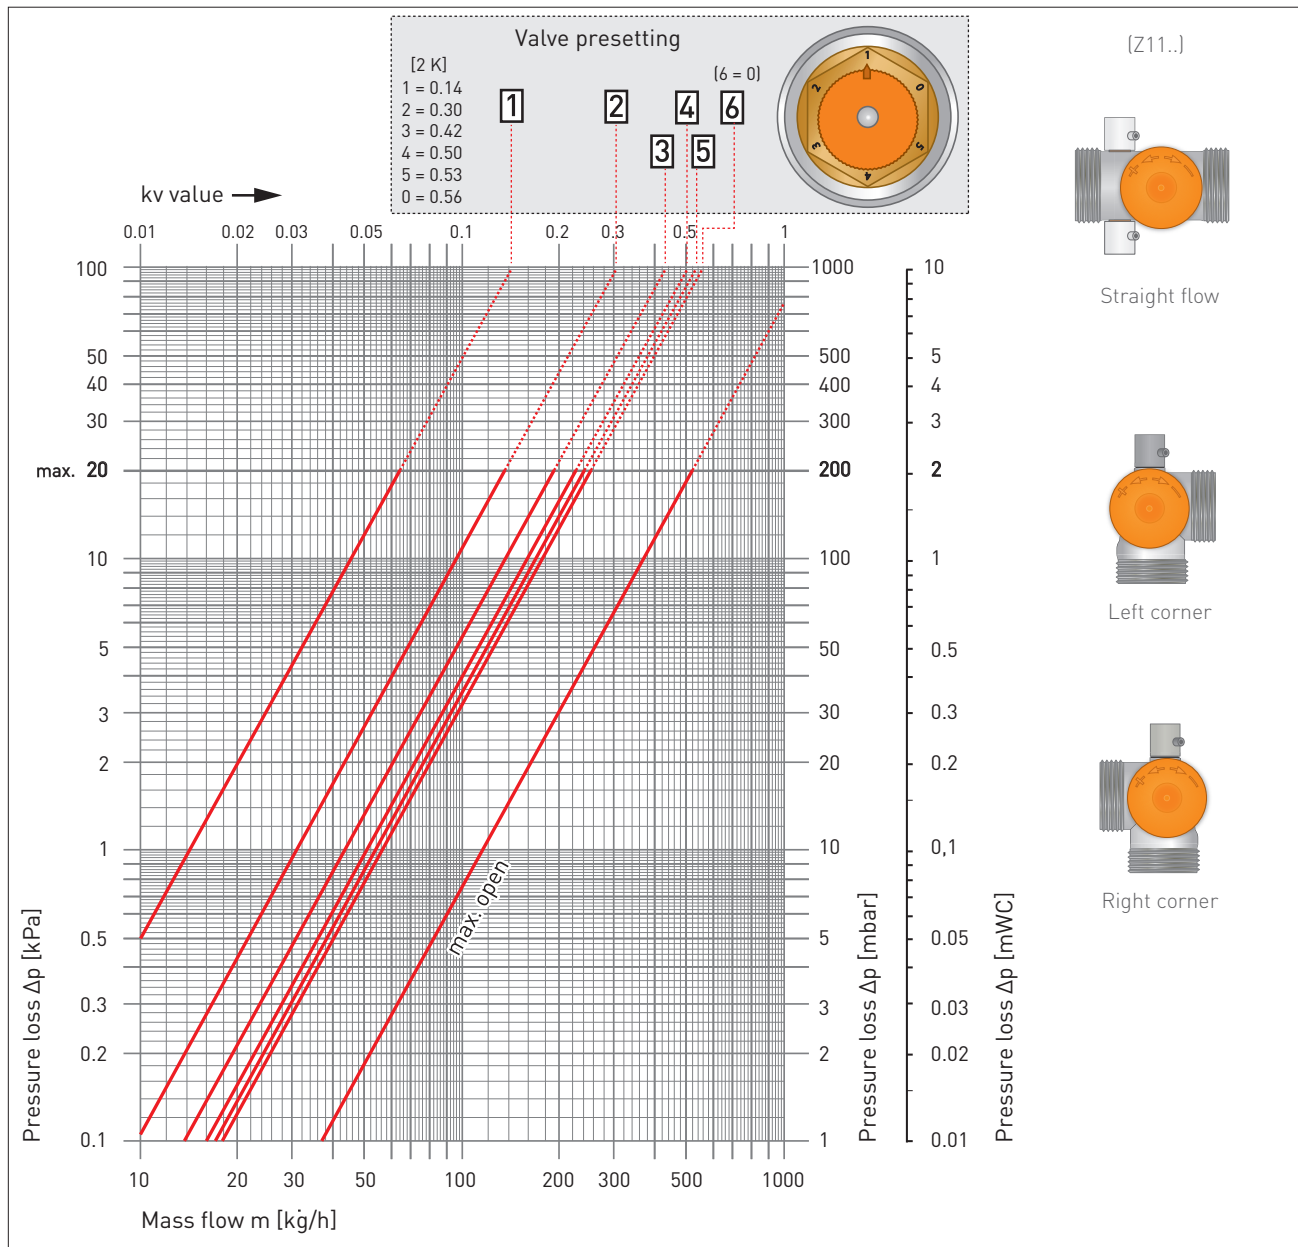 Valve presetting
(Z11..)
[2 K]
1 = 0.14
2 = 0.30
3 = 0.42
4 = 0.50
5 = 0.53
0 = 0.56
(6 = 0)
1 2 4 6
3 5
1 0 5 4 3 2
kv value
0.01 0.02 0.03 0.05 0.1 0.2 0.3 0.5 1
100 1000 10
50 500 5
40 400 4
30 300 3
max. 20 200 2
10 100 1
5 50 0.5
3 30 0.3
2 20 0.2
1 10 0,1
0.5 5 0.05
0.3 3 0.03
0.2 2 0.02
0.1 1 0.01
max. open
Pressure loss Δp [kPa]
Pressure loss Δp [mbar]
Pressure loss Δp [mWC]
10 20 30 50 100 200 300 500 1000
Mass flow m [kg/h]
+ −
Straight flow
+ −
Left corner
+ −
Right corner